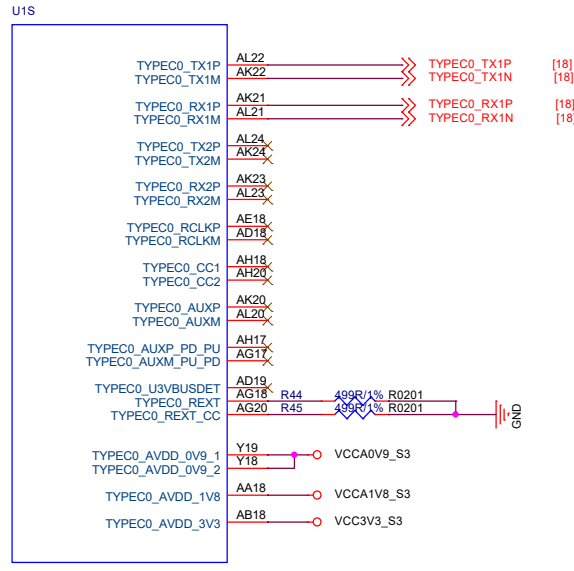 U1S
TYPEC0_TX1P AL22 TYPEC0_TX1P [18]
TYPEC0_TX1M AK22 TYPEC0_TX1N [18]
TYPEC0_RX1P AK21 TYPEC0_RX1P [18]
TYPEC0_RX1M AL21 TYPEC0_RX1N [18]
TYPEC0_TX2P AL24
TYPEC0_TX2M AK24
TYPEC0_RX2P AK23
TYPEC0_RX2M AL23
TYPEC0_RCLKP AE18
TYPEC0_RCLKM AD18
TYPEC0_CC1 AH18
TYPEC0_CC2 AH20
TYPEC0_AUXP AK20
TYPEC0_AUXM AL20
TYPEC0_AUXP_PD_PU AH17
TYPEC0_AUXM_PU_PD AG17
TYPEC0_U3VBUSDET AD19
TYPEC0_REXT AG18 R44 499R/1% R0201
TYPEC0_REXT_CC AG20 R45 499R/1% R0201
GND
TYPEC0_AVDD_0V9_1 Y19 VCCA0V9_S3
TYPEC0_AVDD_0V9_2 Y18
TYPEC0_AVDD_1V8 AA18 VCCA1V8_S3
TYPEC0_AVDD_3V3 AB18 VCC3V3_S3